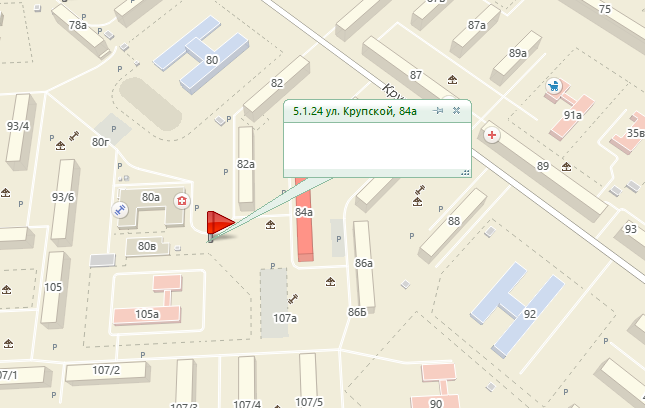 78а
75
87а
80
87
89а
82
Кру
5.1.24 ул. Крупской, 84а
91а
93/4
80г
35в
82а
89
93/6
80а
84а
88
93
80в
86а
105
105а
107а
86Б
92
107/1
107/2
107/3
107/4
107/5
90
P
P
P
P
P
P
P
P
P
P